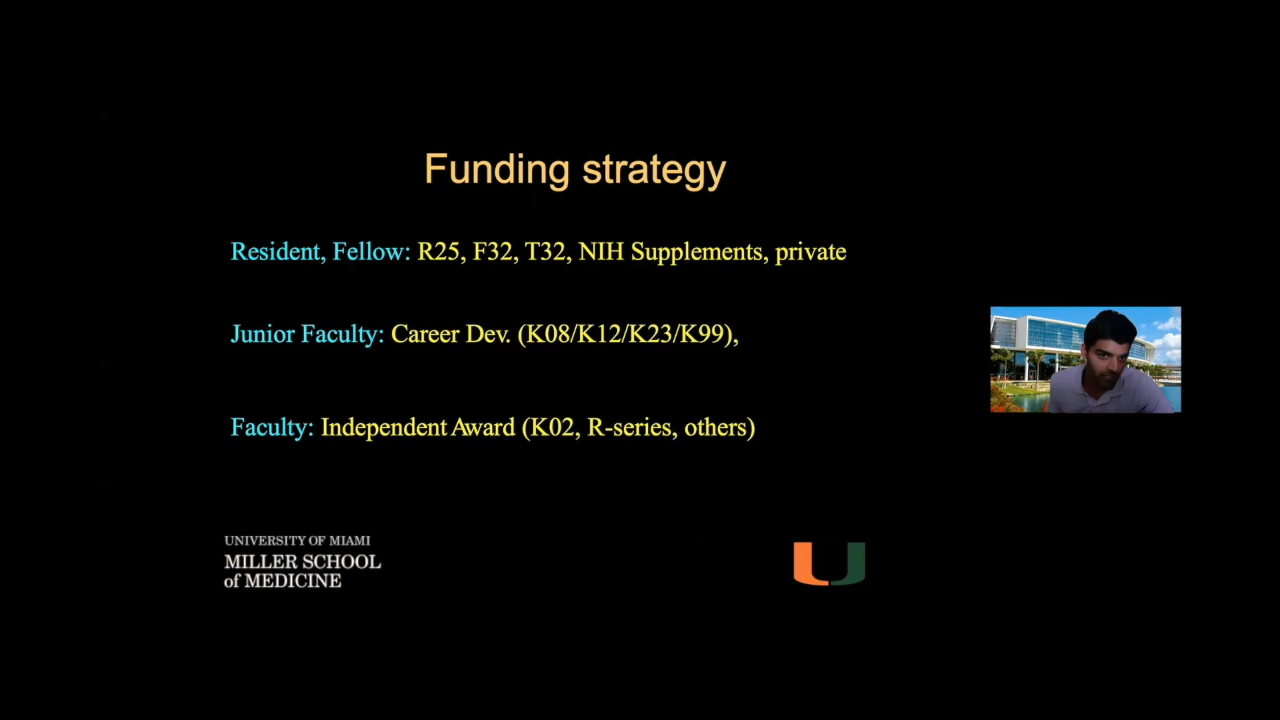 Funding strategy
Resident, Fellow: R25, F32, T32, NIH Supplements, private
Junior Faculty: Career Dev. (K08/K12/K23/K99),
Faculty: Independent Award (K02, R-series, others)
UNIVERSITY OF MIAMI
MILLER SCHOOL
of MEDICINE